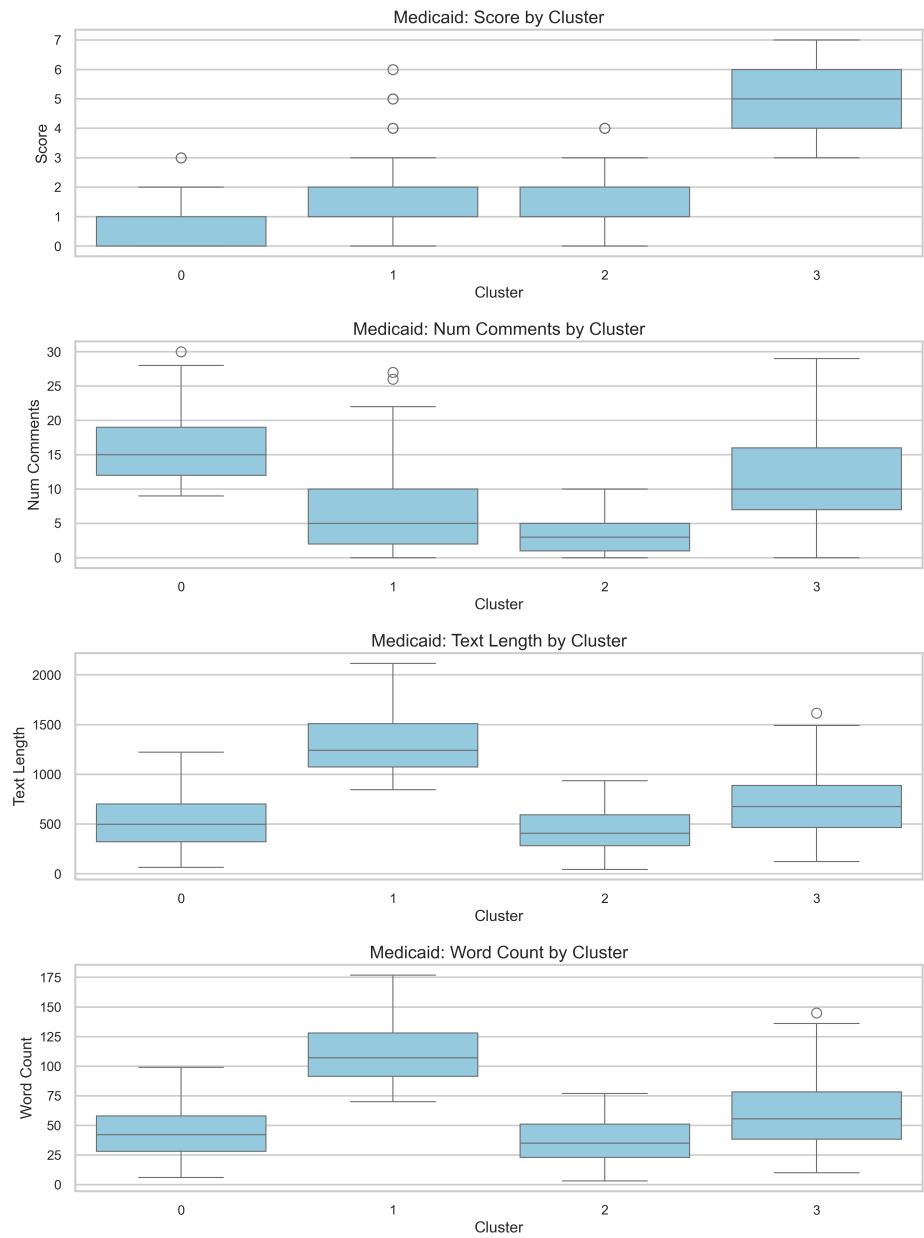 Medicaid: Score by Cluster
7
6
5
4
3
2
1
0
Score
0 1 2 3
Cluster
Medicaid: Num Comments by Cluster
30
25
20
15
10
5
0
Num Comments
0 1 2 3
Cluster
Medicaid: Text Length by Cluster
2000
1500
1000
500
0
Text Length
0 1 2 3
Cluster
Medicaid: Word Count by Cluster
175
150
125
100
75
50
25
0
Word Count
0 1 2 3
Cluster